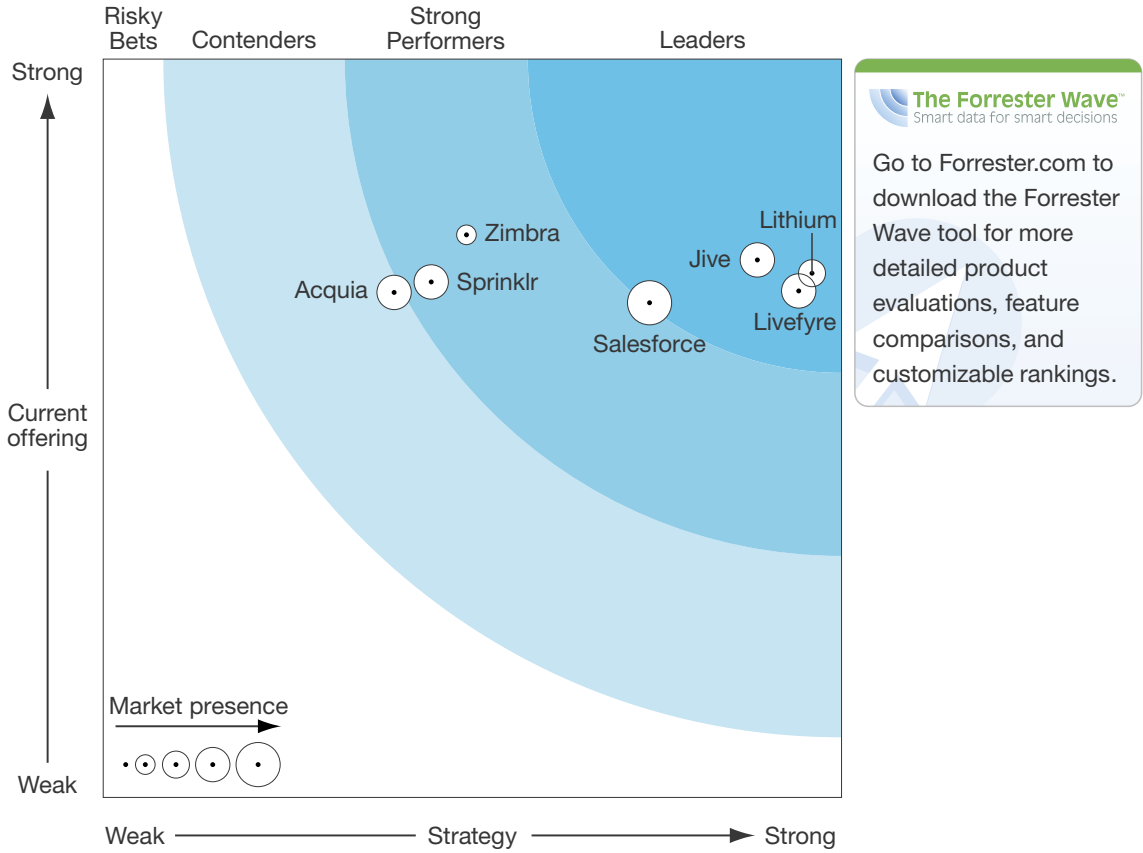 Risky
Bets
Contenders
Strong
Performers
Leaders
Strong
Current
offering
Weak
Zimbra
Sprinklr
Acquia
Lithium
Jive
Livefyre
Salesforce
Market presence
Weak
Strategy
Strong
The Forrester Wave™
Smart data for smart decisions
Go to Forrester.com to
download the Forrester
Wave tool for more
detailed product
evaluations, feature
comparisons, and
customizable rankings.